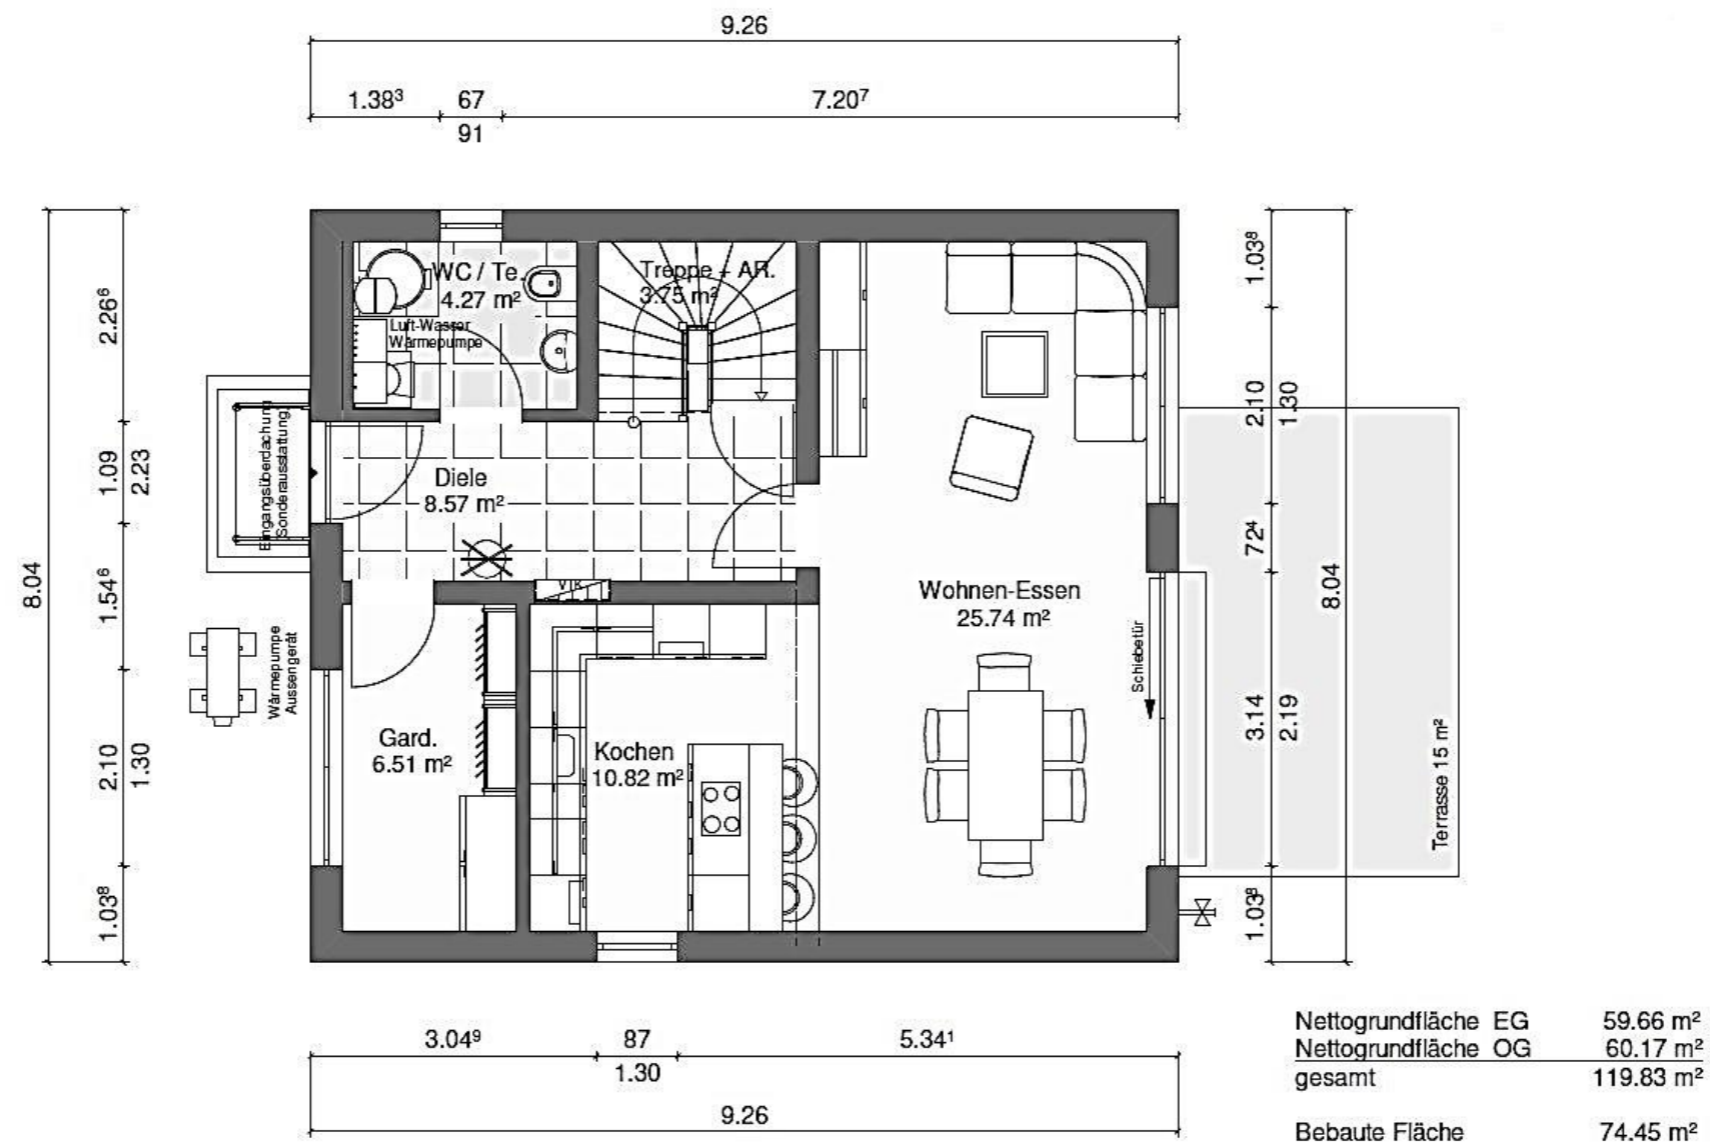 9.26
1.38³ 67 7.20⁷
91
WC / Te.
4.27 m²
Luft-Wasser
Wärmepumpe
Treppe + AR.
3.75 m²
2.26⁶
1.09
2.23
1.54⁶
2.10
1.30
1.03⁸
8.04
Eingangsüberdachung
Sonderausstattung
Diele
8.57 m²
Wärmepumpe
Aussengerät
Gard.
6.51 m²
Kochen
10.82 m²
Wohnen-Essen
25.74 m²
Schiebetür
1.03⁸
2.10
1.30
72⁴
3.14
2.19
1.03⁸
8.04
Terrasse 15 m²
3.04⁹ 87 5.34¹
1.30
9.26
Nettogrundfläche EG 59.66 m²
Nettogrundfläche OG 60.17 m²
gesamt 119.83 m²
Bebaute Fläche 74.45 m²